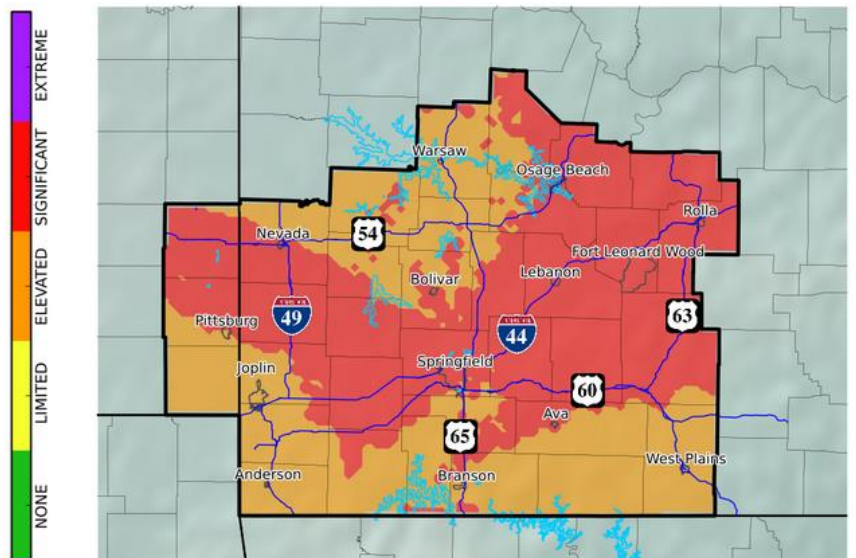 EXTREME
SIGNIFICANT
ELEVATED
LIMITED
NONE
Warsaw
Osage Beach
Rolla
Nevada
54
Fort Leonard Wood
Bolivar
Lebanon
49
63
Pittsburg
44
Joplin
Springfield
60
Ava
65
West Plains
Anderson
Branson